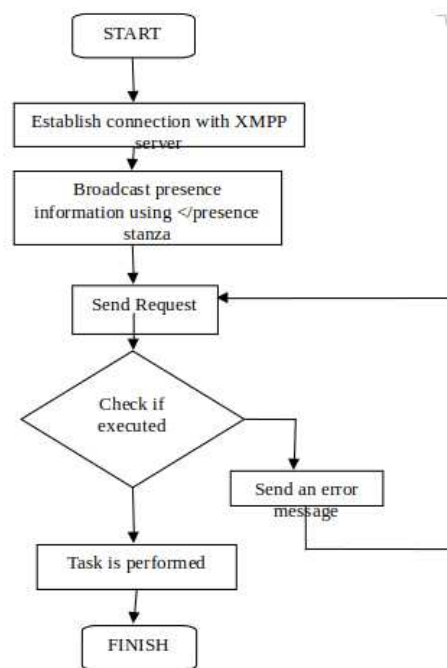 START
Establish connection with XMPP
server
Broadcast presence
information using </presence
stanza
Send Request
Check if
executed
Send an error
message
Task is performed
FINISH